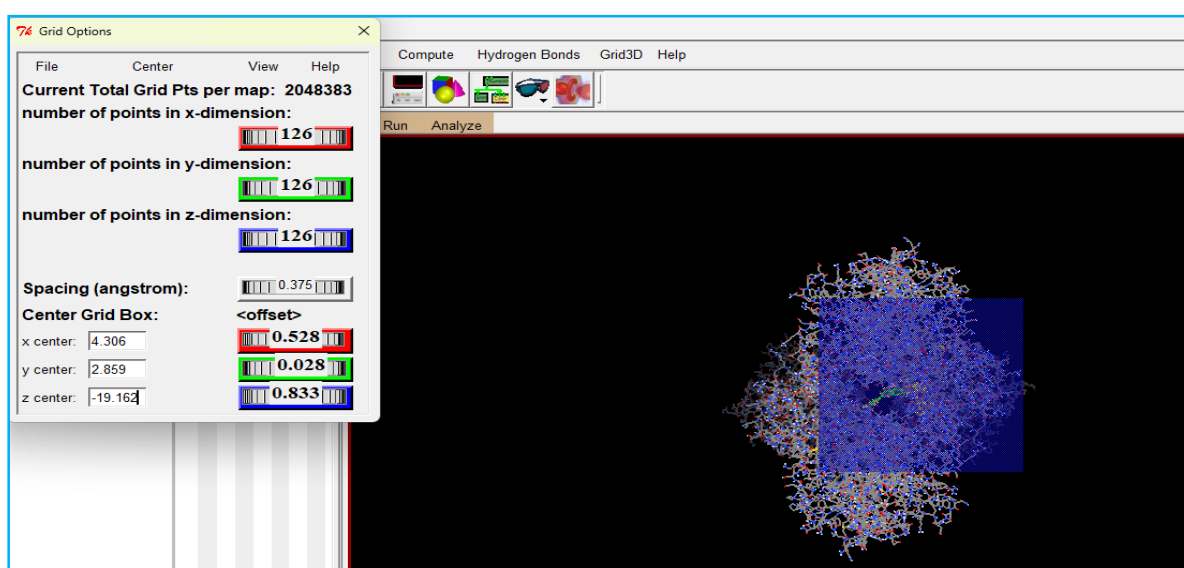 Grid Options
File Center View Help
Current Total Grid Pts per map: 2048383
number of points in x-dimension:
126
number of points in y-dimension:
126
number of points in z-dimension:
126
Spacing (angstrom): 0.375
Center Grid Box: <offset>
x center: 4.306 0.528
y center: 2.859 0.028
z center: -19.162 0.833
Compute Hydrogen Bonds Grid3D Help
Run Analyze